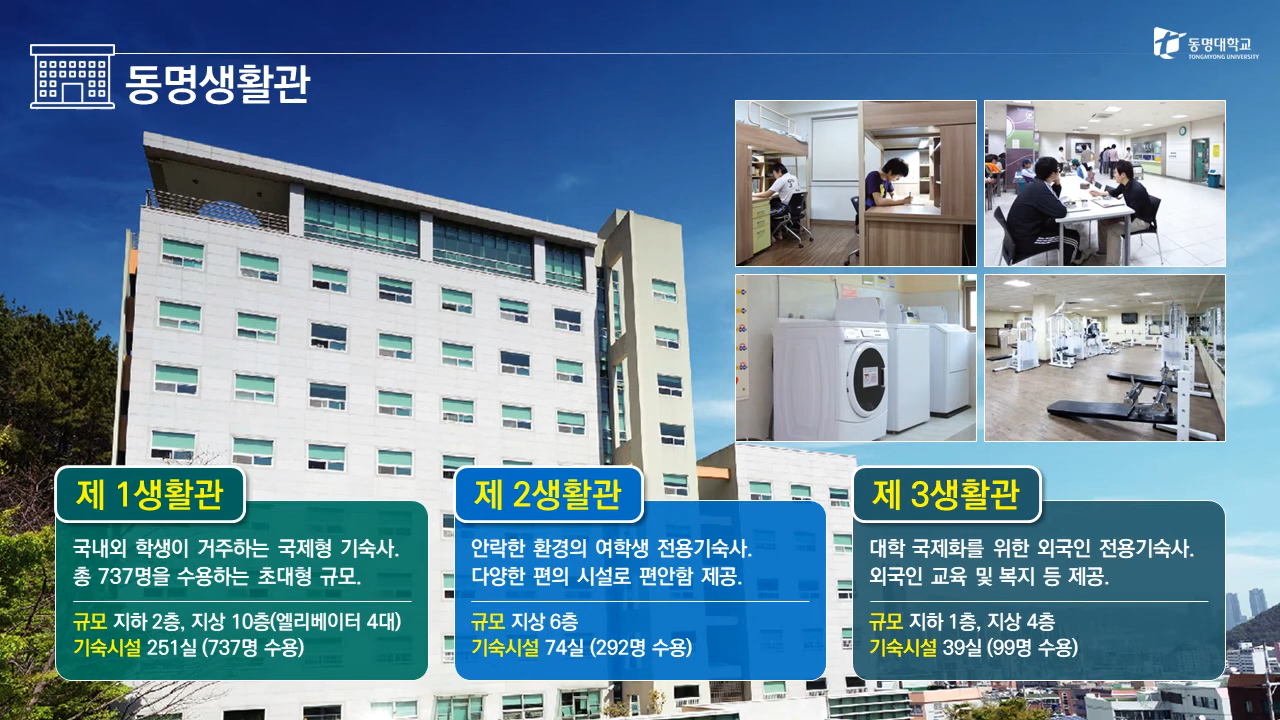 동명대학교
TONGMYONG UNIVERSITY
동명생활관
제 1생활관
국내외 학생이 거주하는 국제형 기숙사.
총 737명을 수용하는 초대형 규모.
규모 지하 2층, 지상 10층(엘리베이터 4대)
기숙시설 251실 (737명 수용)
제 2생활관
안락한 환경의 여학생 전용기숙사.
다양한 편의 시설로 편안함 제공.
규모 지상 6층
기숙시설 74실 (292명 수용)
제 3생활관
대학 국제화를 위한 외국인 전용기숙사.
외국인 교육 및 복지 등 제공.
규모 지하 1층, 지상 4층
기숙시설 39실 (99명 수용)